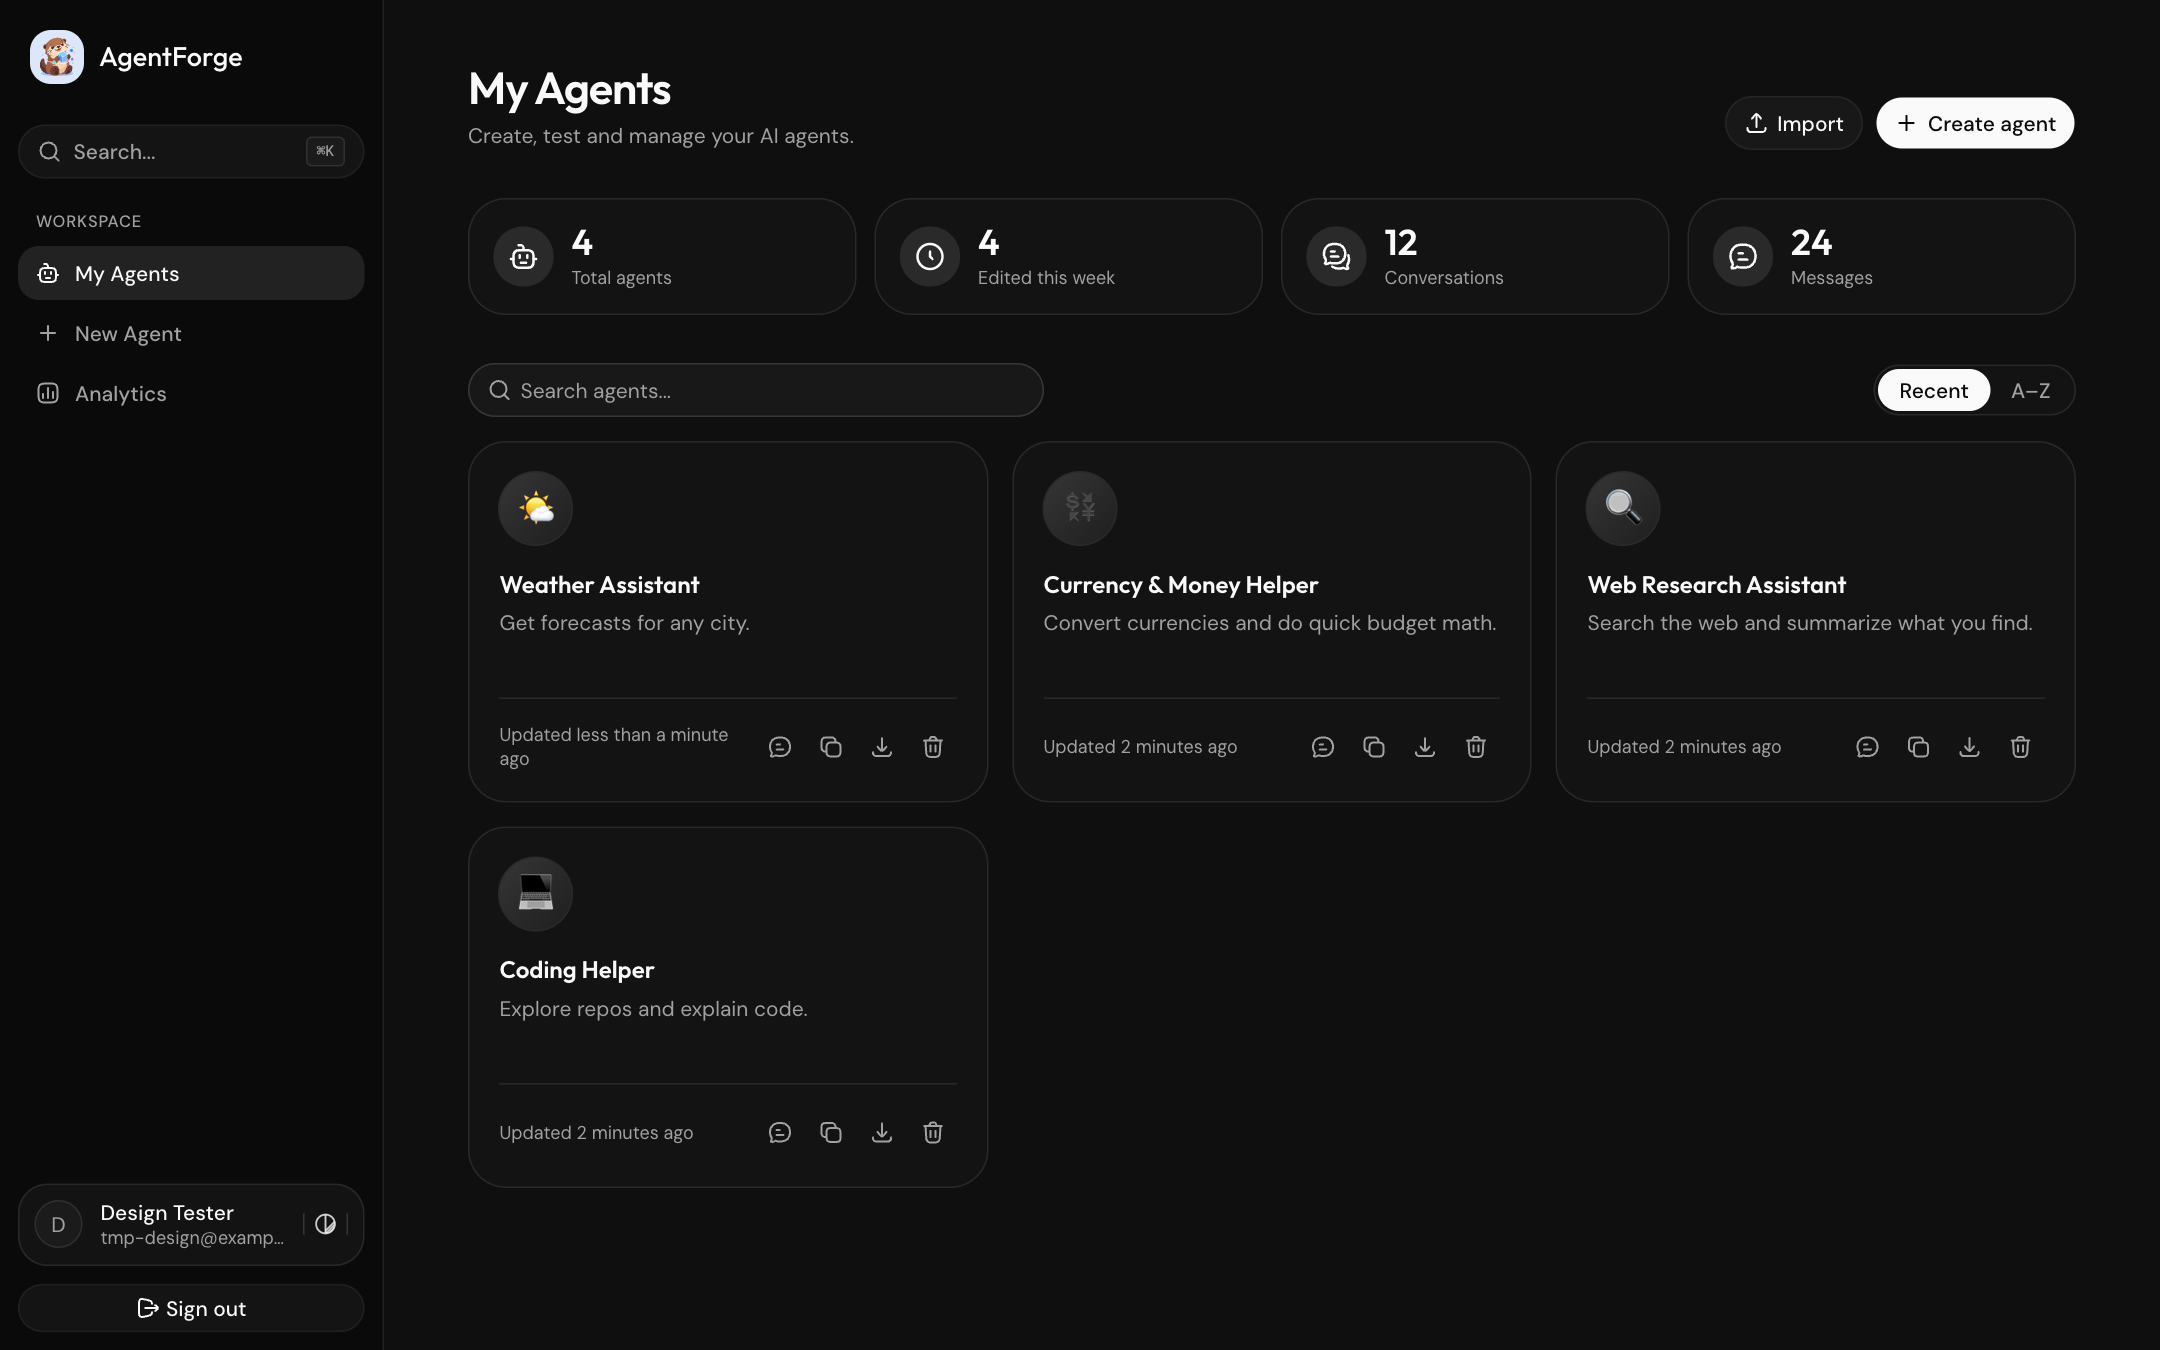 AgentForge
Search...
⌘K
WORKSPACE
My Agents
New Agent
Analytics
Design Tester
tmp-design@examp...
Sign out
My Agents
Create, test and manage your AI agents.
Import
Create agent
4
Total agents
4
Edited this week
12
Conversations
24
Messages
Search agents...
Recent
A–Z
Weather Assistant
Get forecasts for any city.
Updated less than a minute
ago
Currency & Money Helper
Convert currencies and do quick budget math.
Updated 2 minutes ago
Web Research Assistant
Search the web and summarize what you find.
Updated 2 minutes ago
Coding Helper
Explore repos and explain code.
Updated 2 minutes ago
D